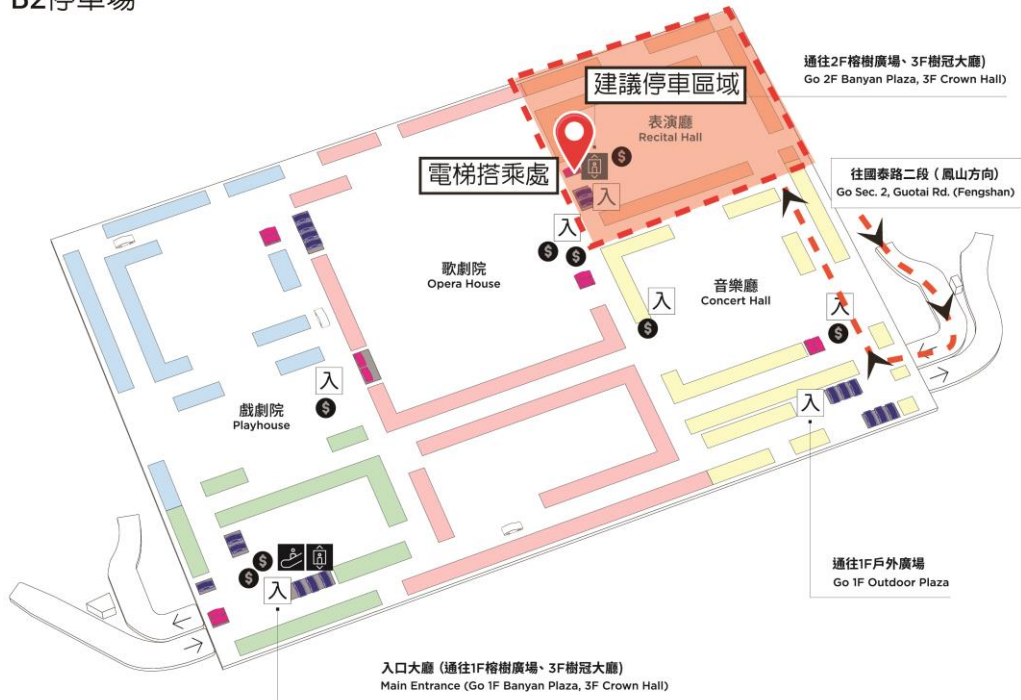 B2停車場
通往2F榕樹廣場、3F樹冠大廳)
Go 2F Banyan Plaza, 3F Crown Hall)
建議停車區域
表演廳
Recital Hall
$
電梯搭乘處
入
往國泰路二段(鳳山方向)
Go Sec. 2, Guotai Rd. (Fengshan)
入
$ $
歌劇院
Opera House
音樂廳
Concert Hall
入
$
入
$
入
$
戲劇院
Playhouse
入
$
$
入
通往1F戶外廣場
Go 1F Outdoor Plaza
入口大廳 (通往1F榕樹廣場、3F樹冠大廳)
Main Entrance (Go 1F Banyan Plaza, 3F Crown Hall)